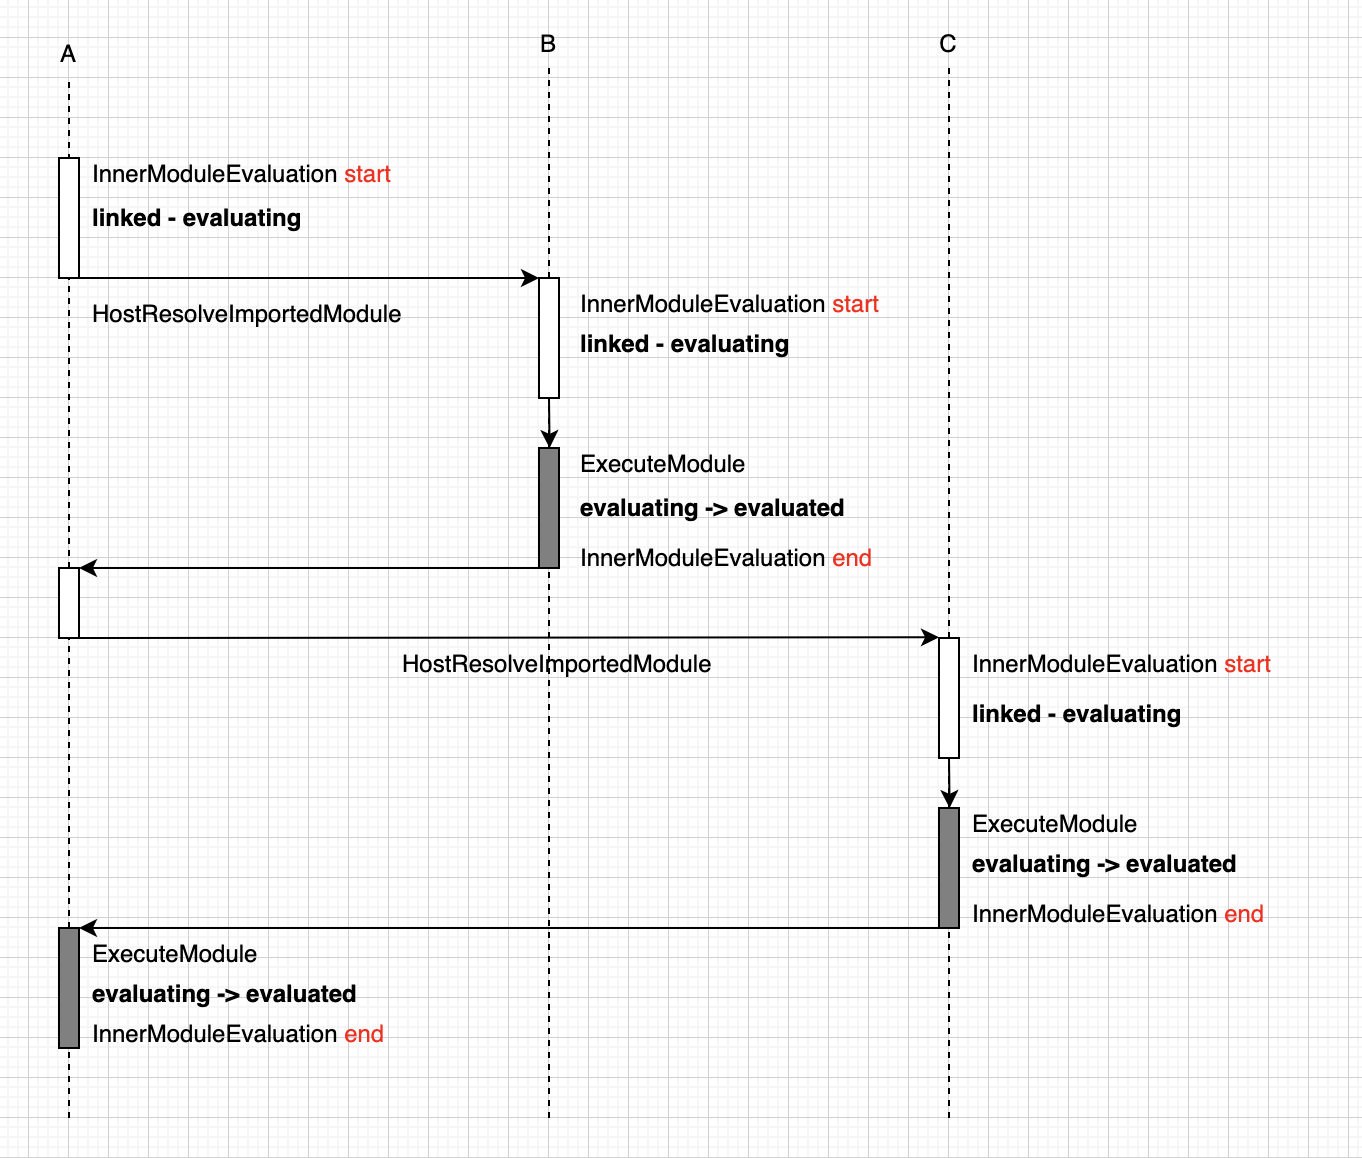 A
B
C
InnerModuleEvaluation start
linked - evaluating
HostResolveImportedModule
InnerModuleEvaluation start
linked - evaluating
ExecuteModule
evaluating -> evaluated
InnerModuleEvaluation end
HostResolveImportedModule
InnerModuleEvaluation start
linked - evaluating
ExecuteModule
evaluating -> evaluated
InnerModuleEvaluation end
ExecuteModule
evaluating -> evaluated
InnerModuleEvaluation end